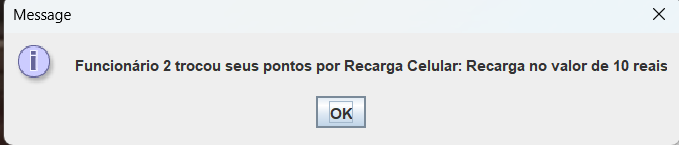 Message
Funcionário 2 trocou seus pontos por Recarga Celular: Recarga no valor de 10 reais
OK